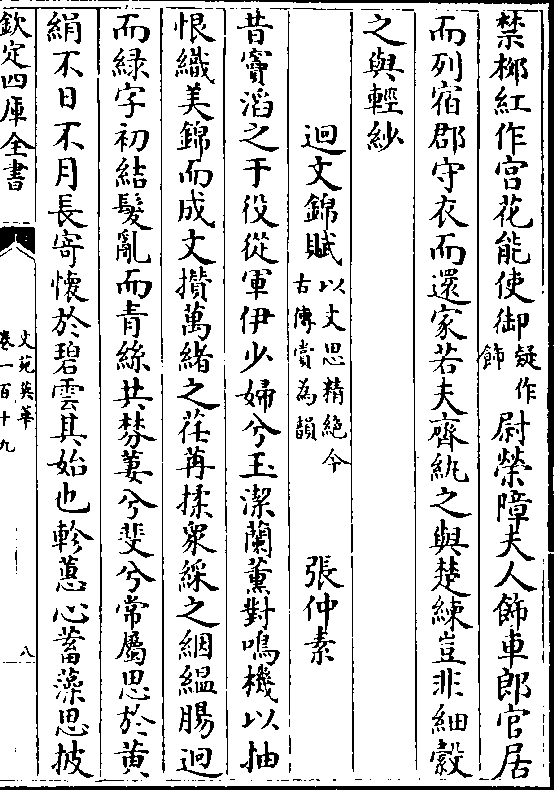 禁柳紅作宫花能使御疑作飾尉榮障夫人飾車郎官居
而列宿郡守衣而還家若夫齊紈之與楚練豈非細縠
之與輕紗
迴文錦賦以文思精絶今古傳賞為韻 張仲素
昔竇滔之于役從軍伊少婦兮玉潔蘭薰對鳴機以抽
恨織美錦而成文攢萬緒之荏苒揉衆綵之絪緼腸迴
而緑字初結髮亂而青絲共棼萋兮斐兮常屬思於黄
絹不日不月長寄懷於碧雲其始也軫蕙心蓄藻思披
欽定四庫全書
文苑英華
卷一百十九
八